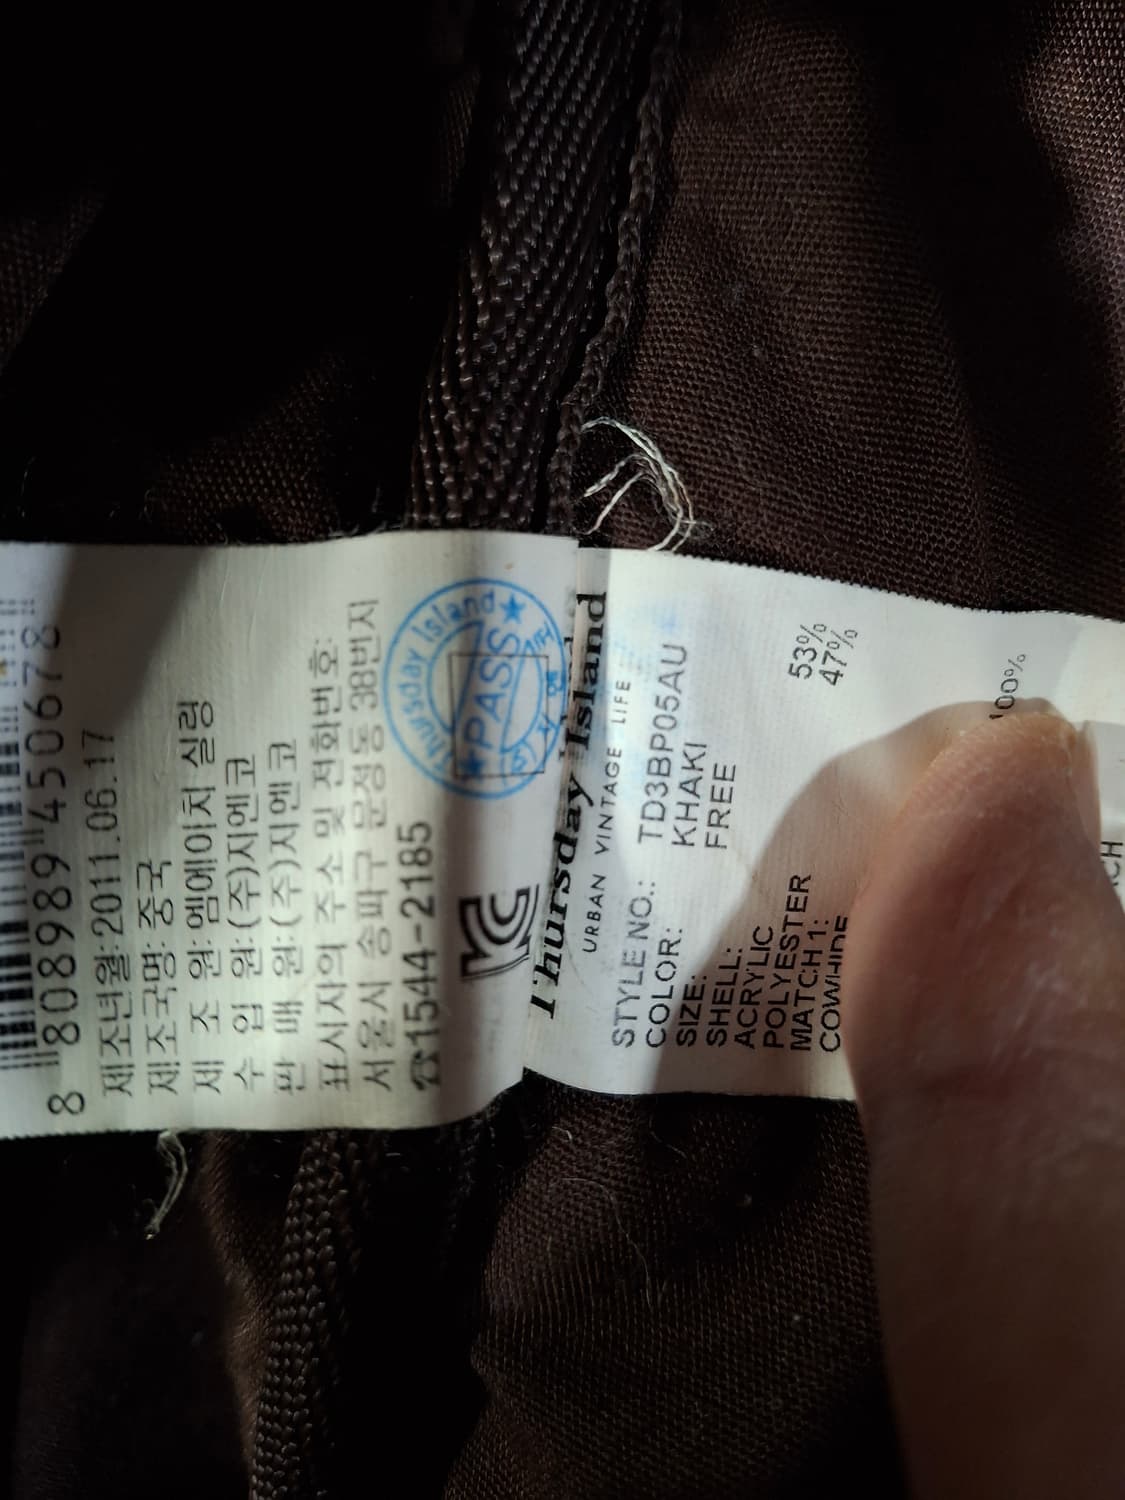 8 808989 450678
제조년월:2011.06.17
제조국명:중국
제 조 원:엠에이치 실링
수 입 원:(주)지엔코
판 매 원:(주)지엔코
표시자의 주소 및 전화번호:
서울시 송파구 문정동 38번지
☎1544-2185
Thursday Island
PASS
Thursday Island
URBAN VINTAGE LIFE
STYLE NO.: TD3BP05AU
COLOR: KHAKI
SIZE: FREE
SHELL:
ACRYLIC 53%
POLYESTER 47%
MATCH 1:
COWHIDE 100%